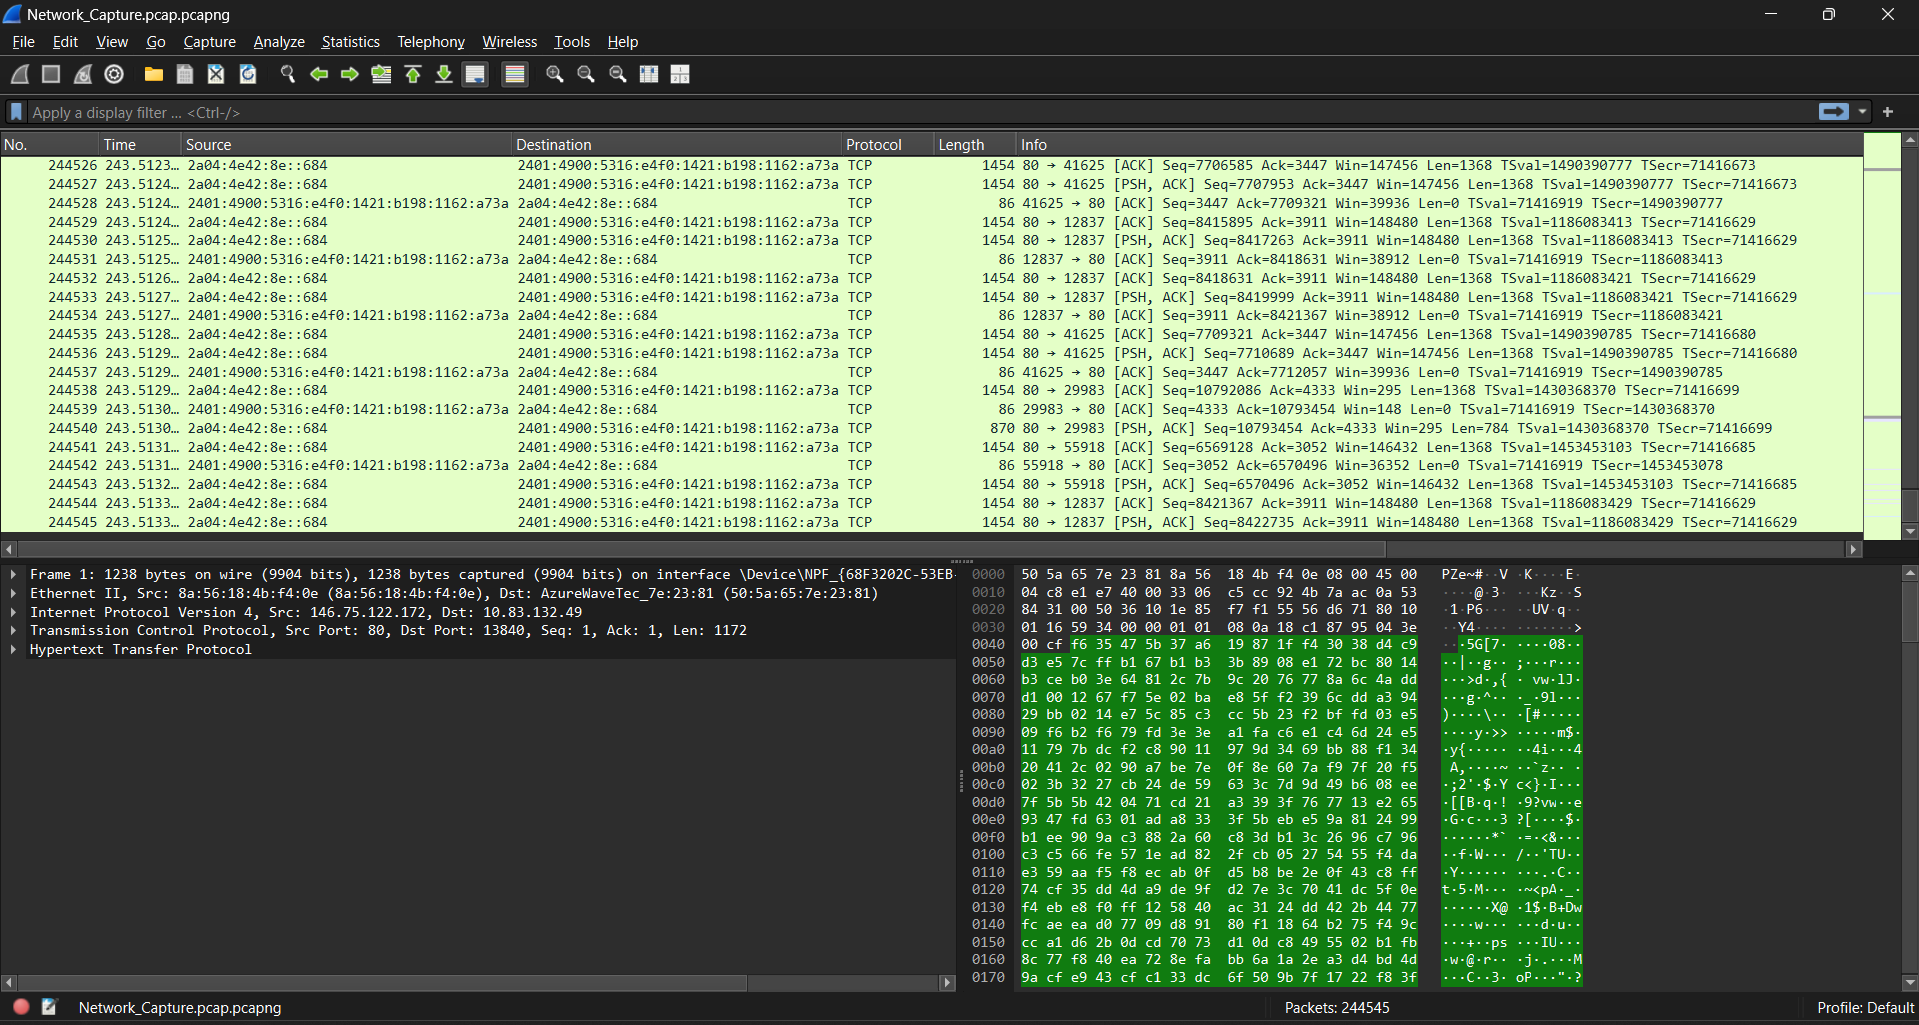 Network_Capture.pcap.pcapng
File Edit View Go Capture Analyze Statistics Telephony Wireless Tools Help
Apply a display filter ... <Ctrl-/>
No. Time Source Destination Protocol Length Info
244526 243.5123… 2a04:4e42:8e::684 2401:4900:5316:e4f0:1421:b198:1162:a73a TCP 1454 80 → 41625 [ACK] Seq=7706585 Ack=3447 Win=147456 Len=1368 TSval=1490390777 TSecr=71416673
244527 243.5124… 2a04:4e42:8e::684 2401:4900:5316:e4f0:1421:b198:1162:a73a TCP 1454 80 → 41625 [PSH, ACK] Seq=7707953 Ack=3447 Win=147456 Len=1368 TSval=1490390777 TSecr=71416673
244528 243.5124… 2401:4900:5316:e4f0:1421:b198:1162:a73a 2a04:4e42:8e::684 TCP 86 41625 → 80 [ACK] Seq=3447 Ack=7709321 Win=39936 Len=0 TSval=71416919 TSecr=1490390777
244529 243.5124… 2a04:4e42:8e::684 2401:4900:5316:e4f0:1421:b198:1162:a73a TCP 1454 80 → 12837 [ACK] Seq=8415895 Ack=3911 Win=148480 Len=1368 TSval=1186083413 TSecr=71416629
244530 243.5125… 2a04:4e42:8e::684 2401:4900:5316:e4f0:1421:b198:1162:a73a TCP 1454 80 → 12837 [PSH, ACK] Seq=8417263 Ack=3911 Win=148480 Len=1368 TSval=1186083413 TSecr=71416629
244531 243.5125… 2401:4900:5316:e4f0:1421:b198:1162:a73a 2a04:4e42:8e::684 TCP 86 12837 → 80 [ACK] Seq=3911 Ack=8418631 Win=38912 Len=0 TSval=71416919 TSecr=1186083413
244532 243.5126… 2a04:4e42:8e::684 2401:4900:5316:e4f0:1421:b198:1162:a73a TCP 1454 80 → 12837 [ACK] Seq=8418631 Ack=3911 Win=148480 Len=1368 TSval=1186083421 TSecr=71416629
244533 243.5127… 2a04:4e42:8e::684 2401:4900:5316:e4f0:1421:b198:1162:a73a TCP 1454 80 → 12837 [PSH, ACK] Seq=8419999 Ack=3911 Win=148480 Len=1368 TSval=1186083421 TSecr=71416629
244534 243.5127… 2401:4900:5316:e4f0:1421:b198:1162:a73a 2a04:4e42:8e::684 TCP 86 12837 → 80 [ACK] Seq=3911 Ack=8421367 Win=38912 Len=0 TSval=71416919 TSecr=1186083421
244535 243.5128… 2a04:4e42:8e::684 2401:4900:5316:e4f0:1421:b198:1162:a73a TCP 1454 80 → 41625 [ACK] Seq=7709321 Ack=3447 Win=147456 Len=1368 TSval=1490390785 TSecr=71416680
244536 243.5129… 2a04:4e42:8e::684 2401:4900:5316:e4f0:1421:b198:1162:a73a TCP 1454 80 → 41625 [PSH, ACK] Seq=7710689 Ack=3447 Win=147456 Len=1368 TSval=1490390785 TSecr=71416680
244537 243.5129… 2401:4900:5316:e4f0:1421:b198:1162:a73a 2a04:4e42:8e::684 TCP 86 41625 → 80 [ACK] Seq=3447 Ack=7712057 Win=39936 Len=0 TSval=71416919 TSecr=1490390785
244538 243.5129… 2a04:4e42:8e::684 2401:4900:5316:e4f0:1421:b198:1162:a73a TCP 1454 80 → 29983 [ACK] Seq=10792086 Ack=4333 Win=295 Len=1368 TSval=1430368370 TSecr=71416699
244539 243.5130… 2401:4900:5316:e4f0:1421:b198:1162:a73a 2a04:4e42:8e::684 TCP 86 29983 → 80 [ACK] Seq=4333 Ack=10793454 Win=148 Len=0 TSval=71416919 TSecr=1430368370
244540 243.5130… 2a04:4e42:8e::684 2401:4900:5316:e4f0:1421:b198:1162:a73a TCP 870 80 → 29983 [PSH, ACK] Seq=10793454 Ack=4333 Win=295 Len=784 TSval=1430368370 TSecr=71416699
244541 243.5131… 2a04:4e42:8e::684 2401:4900:5316:e4f0:1421:b198:1162:a73a TCP 1454 80 → 55918 [ACK] Seq=6569128 Ack=3052 Win=146432 Len=1368 TSval=1453453103 TSecr=71416685
244542 243.5131… 2401:4900:5316:e4f0:1421:b198:1162:a73a 2a04:4e42:8e::684 TCP 86 55918 → 80 [ACK] Seq=3052 Ack=6570496 Win=36352 Len=0 TSval=71416919 TSecr=1453453078
244543 243.5132… 2a04:4e42:8e::684 2401:4900:5316:e4f0:1421:b198:1162:a73a TCP 1454 80 → 55918 [PSH, ACK] Seq=6570496 Ack=3052 Win=146432 Len=1368 TSval=1453453103 TSecr=71416685
244544 243.5133… 2a04:4e42:8e::684 2401:4900:5316:e4f0:1421:b198:1162:a73a TCP 1454 80 → 12837 [ACK] Seq=8421367 Ack=3911 Win=148480 Len=1368 TSval=1186083429 TSecr=71416629
244545 243.5133… 2a04:4e42:8e::684 2401:4900:5316:e4f0:1421:b198:1162:a73a TCP 1454 80 → 12837 [PSH, ACK] Seq=8422735 Ack=3911 Win=148480 Len=1368 TSval=1186083429 TSecr=71416629
Frame 1: 1238 bytes on wire (9904 bits), 1238 bytes captured (9904 bits) on interface \Device\NPF_{68F3202C-53EB-
Ethernet II, Src: 8a:56:18:4b:f4:0e (8a:56:18:4b:f4:0e), Dst: AzureWaveTec_7e:23:81 (50:5a:65:7e:23:81)
Internet Protocol Version 4, Src: 146.75.122.172, Dst: 10.83.132.49
Transmission Control Protocol, Src Port: 80, Dst Port: 13840, Seq: 1, Ack: 1, Len: 1172
Hypertext Transfer Protocol
0000 50 5a 65 7e 23 81 8a 56 18 4b f4 0e 08 00 45 00 PZe~#··V ·K····E·
0010 04 c8 e1 e7 40 00 33 06 c5 cc 92 4b 7a ac 0a 53 ····@·3· ···Kz··S
0020 84 31 00 50 36 10 1e 85 f7 f1 55 56 d6 71 80 10 ·1·P6··· ··UV·q··
0030 01 16 59 34 00 00 01 01 08 0a 18 c1 87 95 04 3e ··Y4···· ·······>
0040 00 cf f6 35 47 5b 37 a6 19 87 1f f4 30 38 d4 c9 ···5G[7· ····08··
0050 d3 e5 7c ff b1 67 b1 b3 3b 89 08 e1 72 bc 80 14 ··|··g·· ;···r···
0060 b3 ce b0 3e 64 81 2c 7b 9c 20 76 77 8a 6c 4a dd ···>d·,{ · vw·lJ·
0070 d1 00 12 67 f7 5e 02 ba e8 5f f2 39 6c dd a3 94 ···g·^·· ·_·9l···
0080 29 bb 02 14 e7 5c 85 c3 cc 5b 23 f2 bf fd 03 e5 )····\·· ·[#·····
0090 09 f6 b2 f6 79 fd 3e 3e a1 fa c6 e1 c4 6d 24 e5 ····y·>> ·····m$·
00a0 11 79 7b dc f2 c8 90 11 97 9d 34 69 bb 88 f1 34 ·y{····· ··4i···4
00b0 20 41 2c 02 90 a7 be 7e 0f 8e 60 7a f9 7f 20 f5  A,····~ ··`z·· ·
00c0 02 3b 32 27 cb 24 de 59 63 3c 7d 9d 49 b6 08 ee ·;2'·$·Y c<}·I···
00d0 7f 5b 5b 42 04 71 cd 21 a3 39 3f 76 77 13 e2 65 ·[[B·q·! ·9?vw··e
00e0 93 47 fd 63 01 ad a8 33 3f 5b eb e5 9a 81 24 99 ·G·c···3 ?[····$·
00f0 b1 ee 90 9a c3 88 2a 60 c8 3d b1 3c 26 96 c7 96 ······*` ·=·<&···
0100 c3 c5 66 fe 57 1e ad 82 2f cb 05 27 54 55 f4 da ··f·W··· /··'TU··
0110 e3 59 aa f5 f8 ec ab 0f d5 b8 be 2e 0f 43 c8 ff ·Y······ ···.·C··
0120 74 cf 35 dd 4d a9 de 9f d2 7e 3c 70 41 dc 5f 0e t·5·M··· ·~<pA·_·
0130 f4 eb e8 f0 ff 12 58 40 ac 31 24 dd 42 2b 44 77 ······X@ ·1$·B+Dw
0140 fc ae ea d0 77 09 d8 91 80 f1 18 64 b2 75 f4 9c ····w··· ···d·u··
0150 cc a1 d6 2b 0d cd 70 73 d1 0d c8 49 55 02 b1 fb ···+··ps ···IU···
0160 8c 77 f8 40 ea 72 8e fa bb 6a 1a 2e a3 d4 bd 4d ·w·@·r·· ·j·.···M
0170 9a cf e9 43 cf c1 33 dc 6f 50 9b 7f 17 22 f8 3f ···C··3· oP···"·?
Network_Capture.pcap.pcapng Packets: 244545 Profile: Default